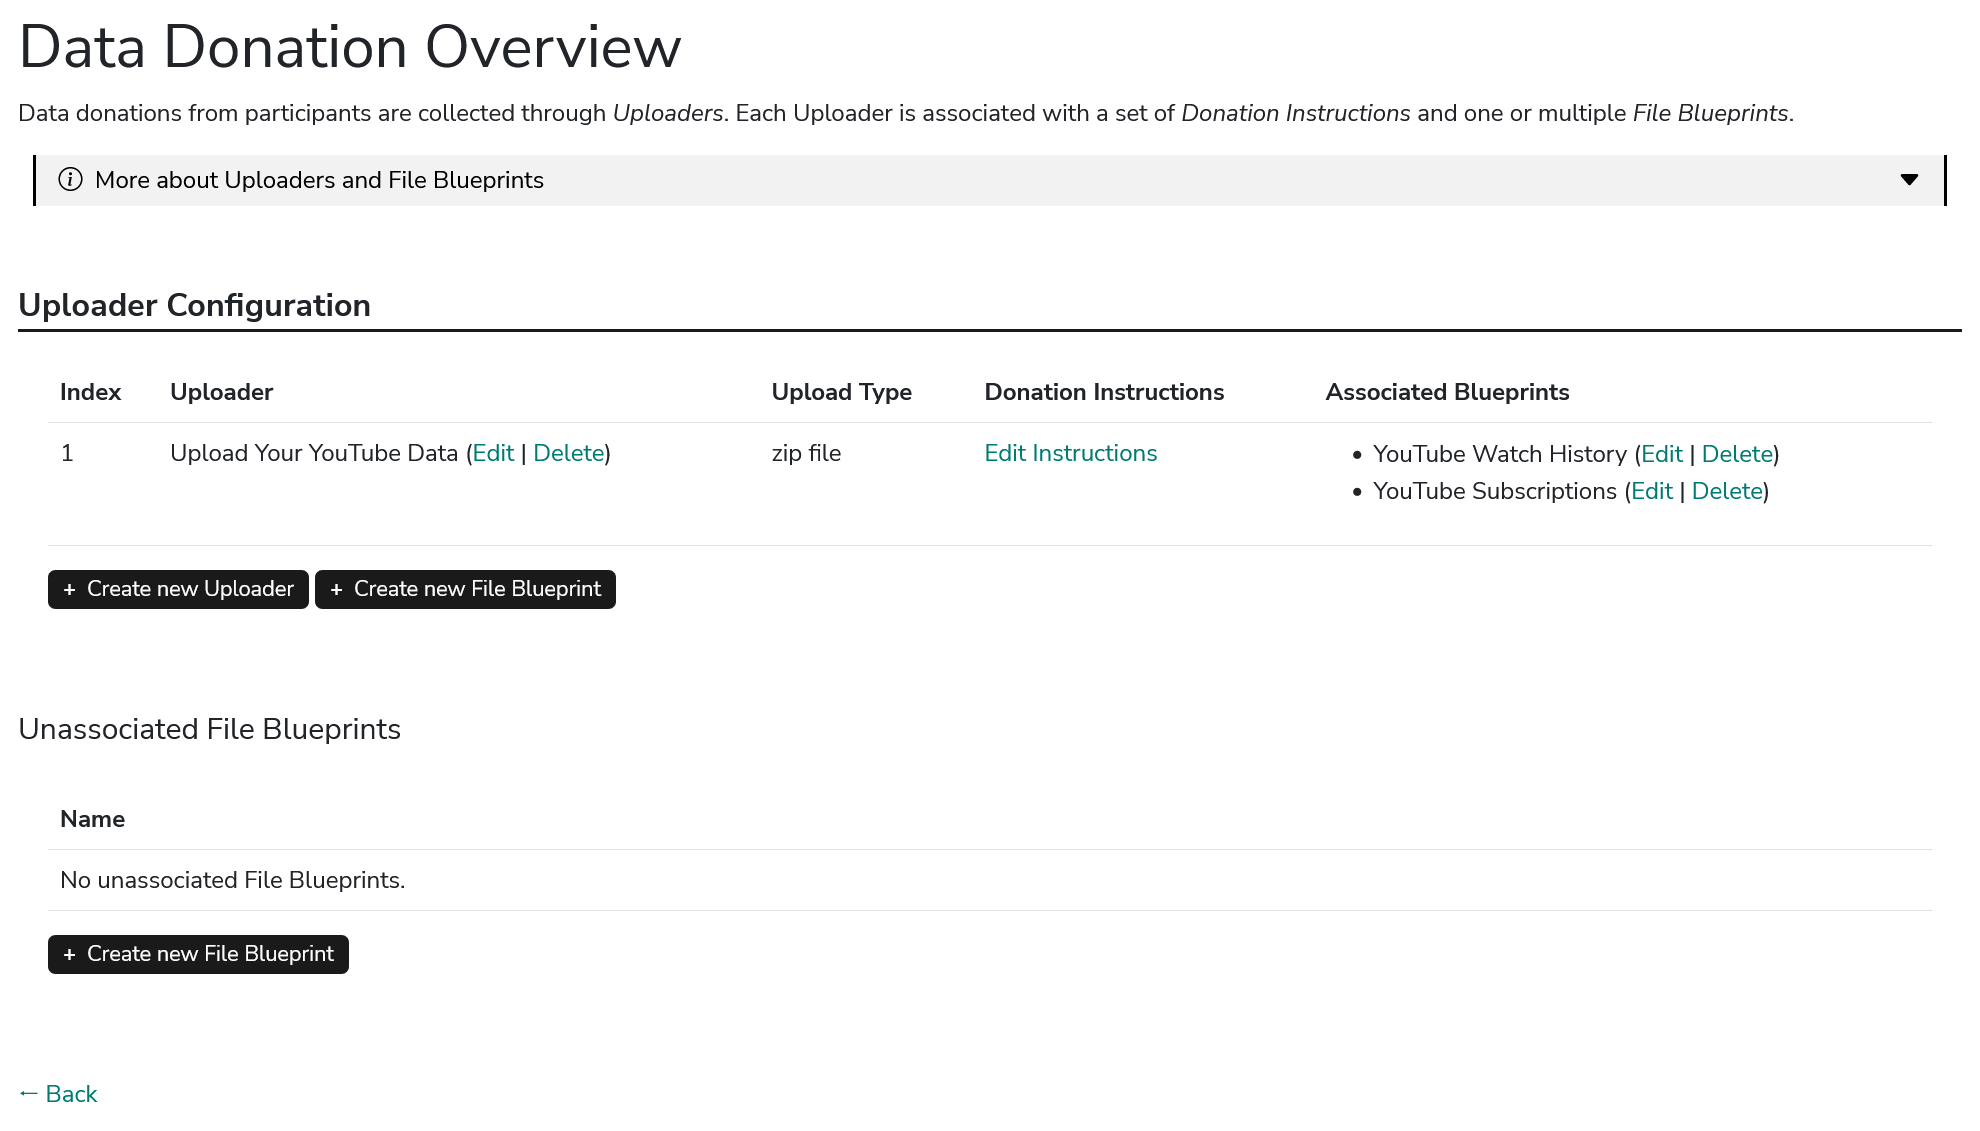 Data Donation Overview
Data donations from participants are collected through Uploaders. Each Uploader is associated with a set of Donation Instructions and one or multiple File Blueprints.
More about Uploaders and File Blueprints
Uploader Configuration
Index Uploader Upload Type Donation Instructions Associated Blueprints
1 Upload Your YouTube Data (Edit | Delete) zip file Edit Instructions • YouTube Watch History (Edit | Delete)
• YouTube Subscriptions (Edit | Delete)
+ Create new Uploader + Create new File Blueprint
Unassociated File Blueprints
Name
No unassociated File Blueprints.
+ Create new File Blueprint
← Back